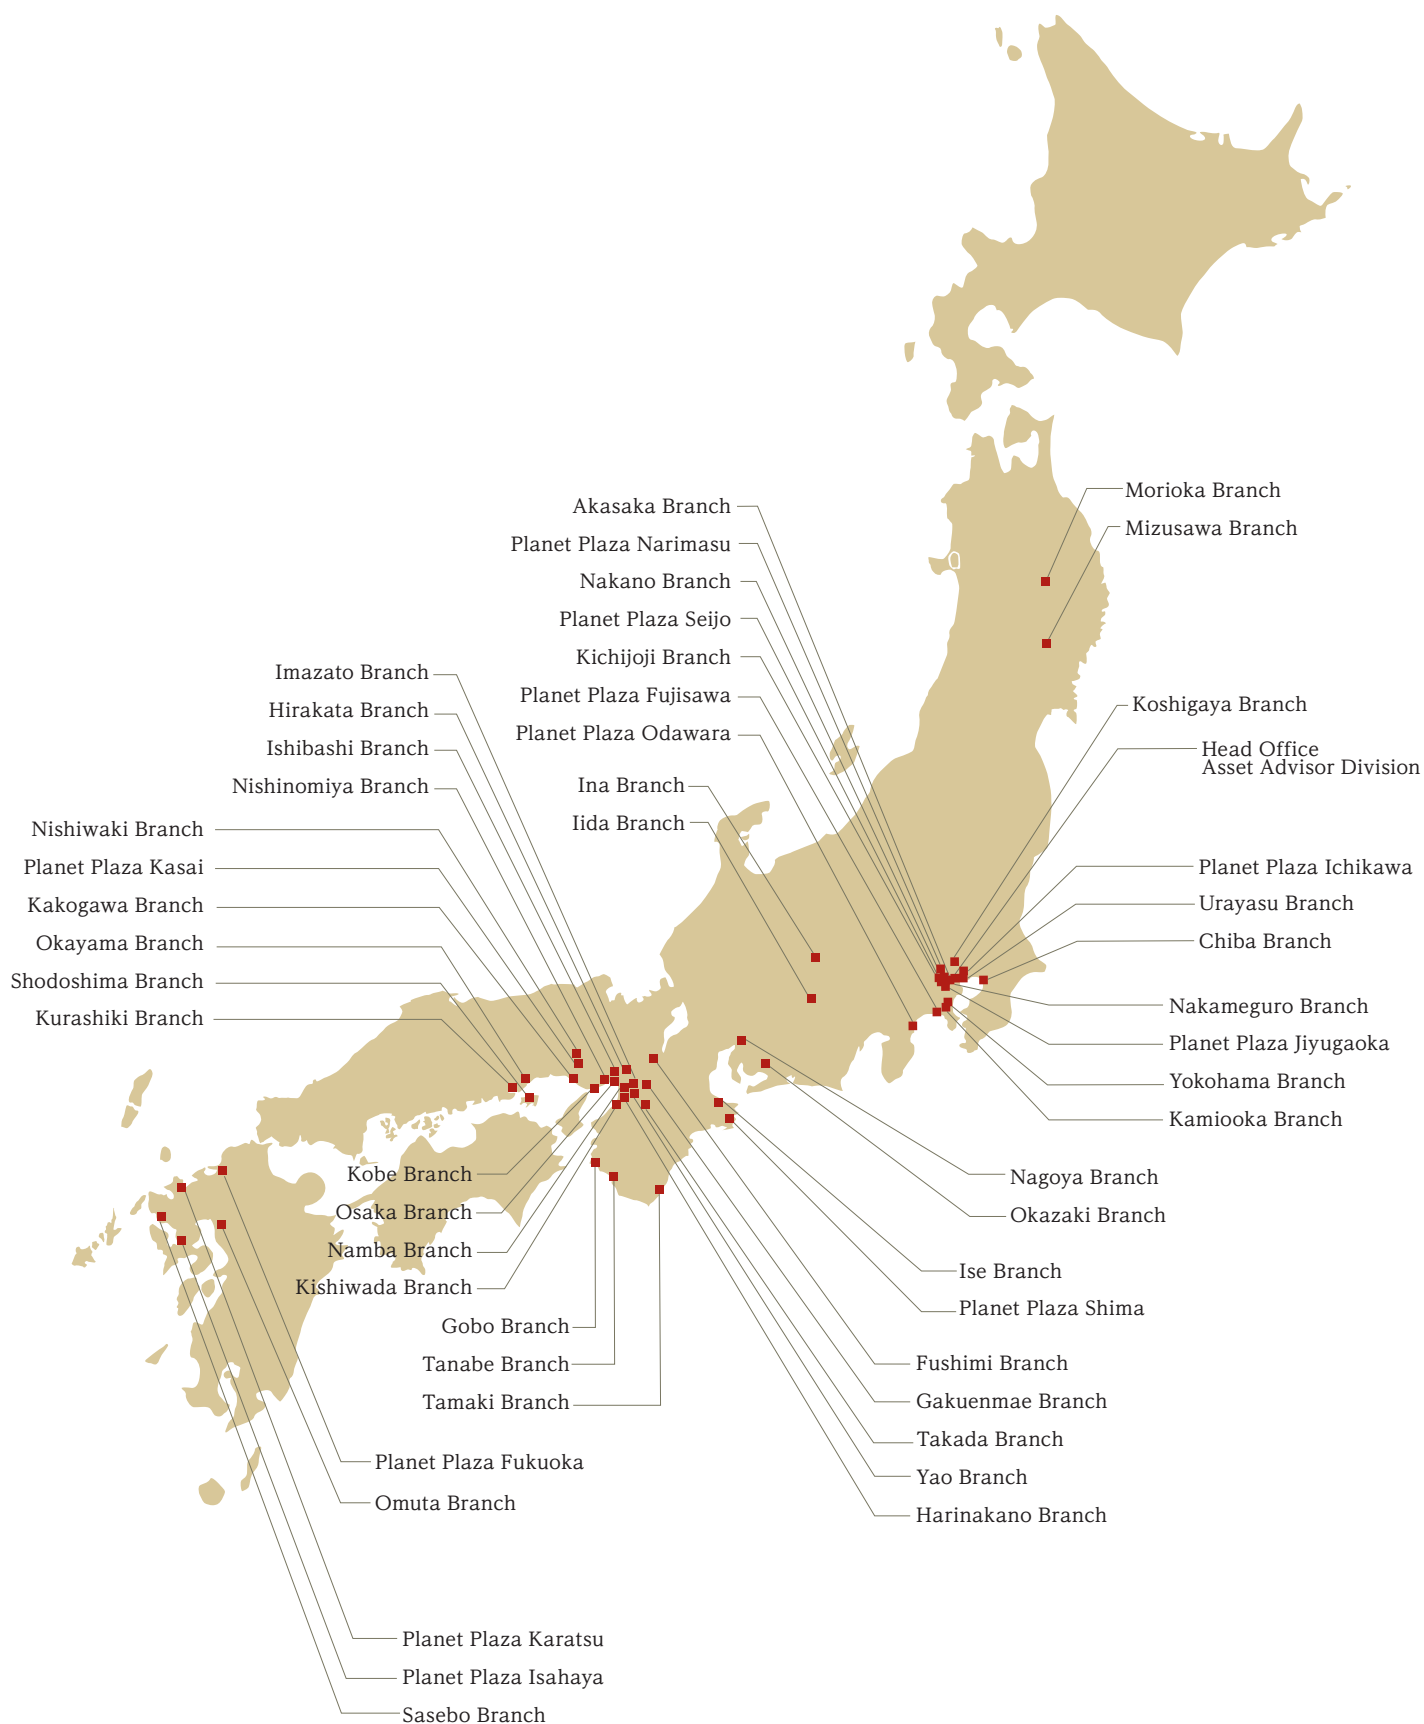 Morioka Branch
Mizusawa Branch
Akasaka Branch
Planet Plaza Narimasu
Nakano Branch
Planet Plaza Seijo
Kichijoji Branch
Planet Plaza Fujisawa
Planet Plaza Odawara
Ina Branch
Iida Branch
Imazato Branch
Hirakata Branch
Ishibashi Branch
Nishinomiya Branch
Nishiwaki Branch
Planet Plaza Kasai
Kakogawa Branch
Okayama Branch
Shodoshima Branch
Kurashiki Branch
Koshigaya Branch
Head Office
Asset Advisor Division
Planet Plaza Ichikawa
Urayasu Branch
Chiba Branch
Nakameguro Branch
Planet Plaza Jiyugaoka
Yokohama Branch
Kamiooka Branch
Nagoya Branch
Okazaki Branch
Ise Branch
Planet Plaza Shima
Fushimi Branch
Gakuenmae Branch
Takada Branch
Yao Branch
Harinakano Branch
Kobe Branch
Osaka Branch
Namba Branch
Kishiwada Branch
Gobo Branch
Tanabe Branch
Tamaki Branch
Planet Plaza Fukuoka
Omuta Branch
Planet Plaza Karatsu
Planet Plaza Isahaya
Sasebo Branch